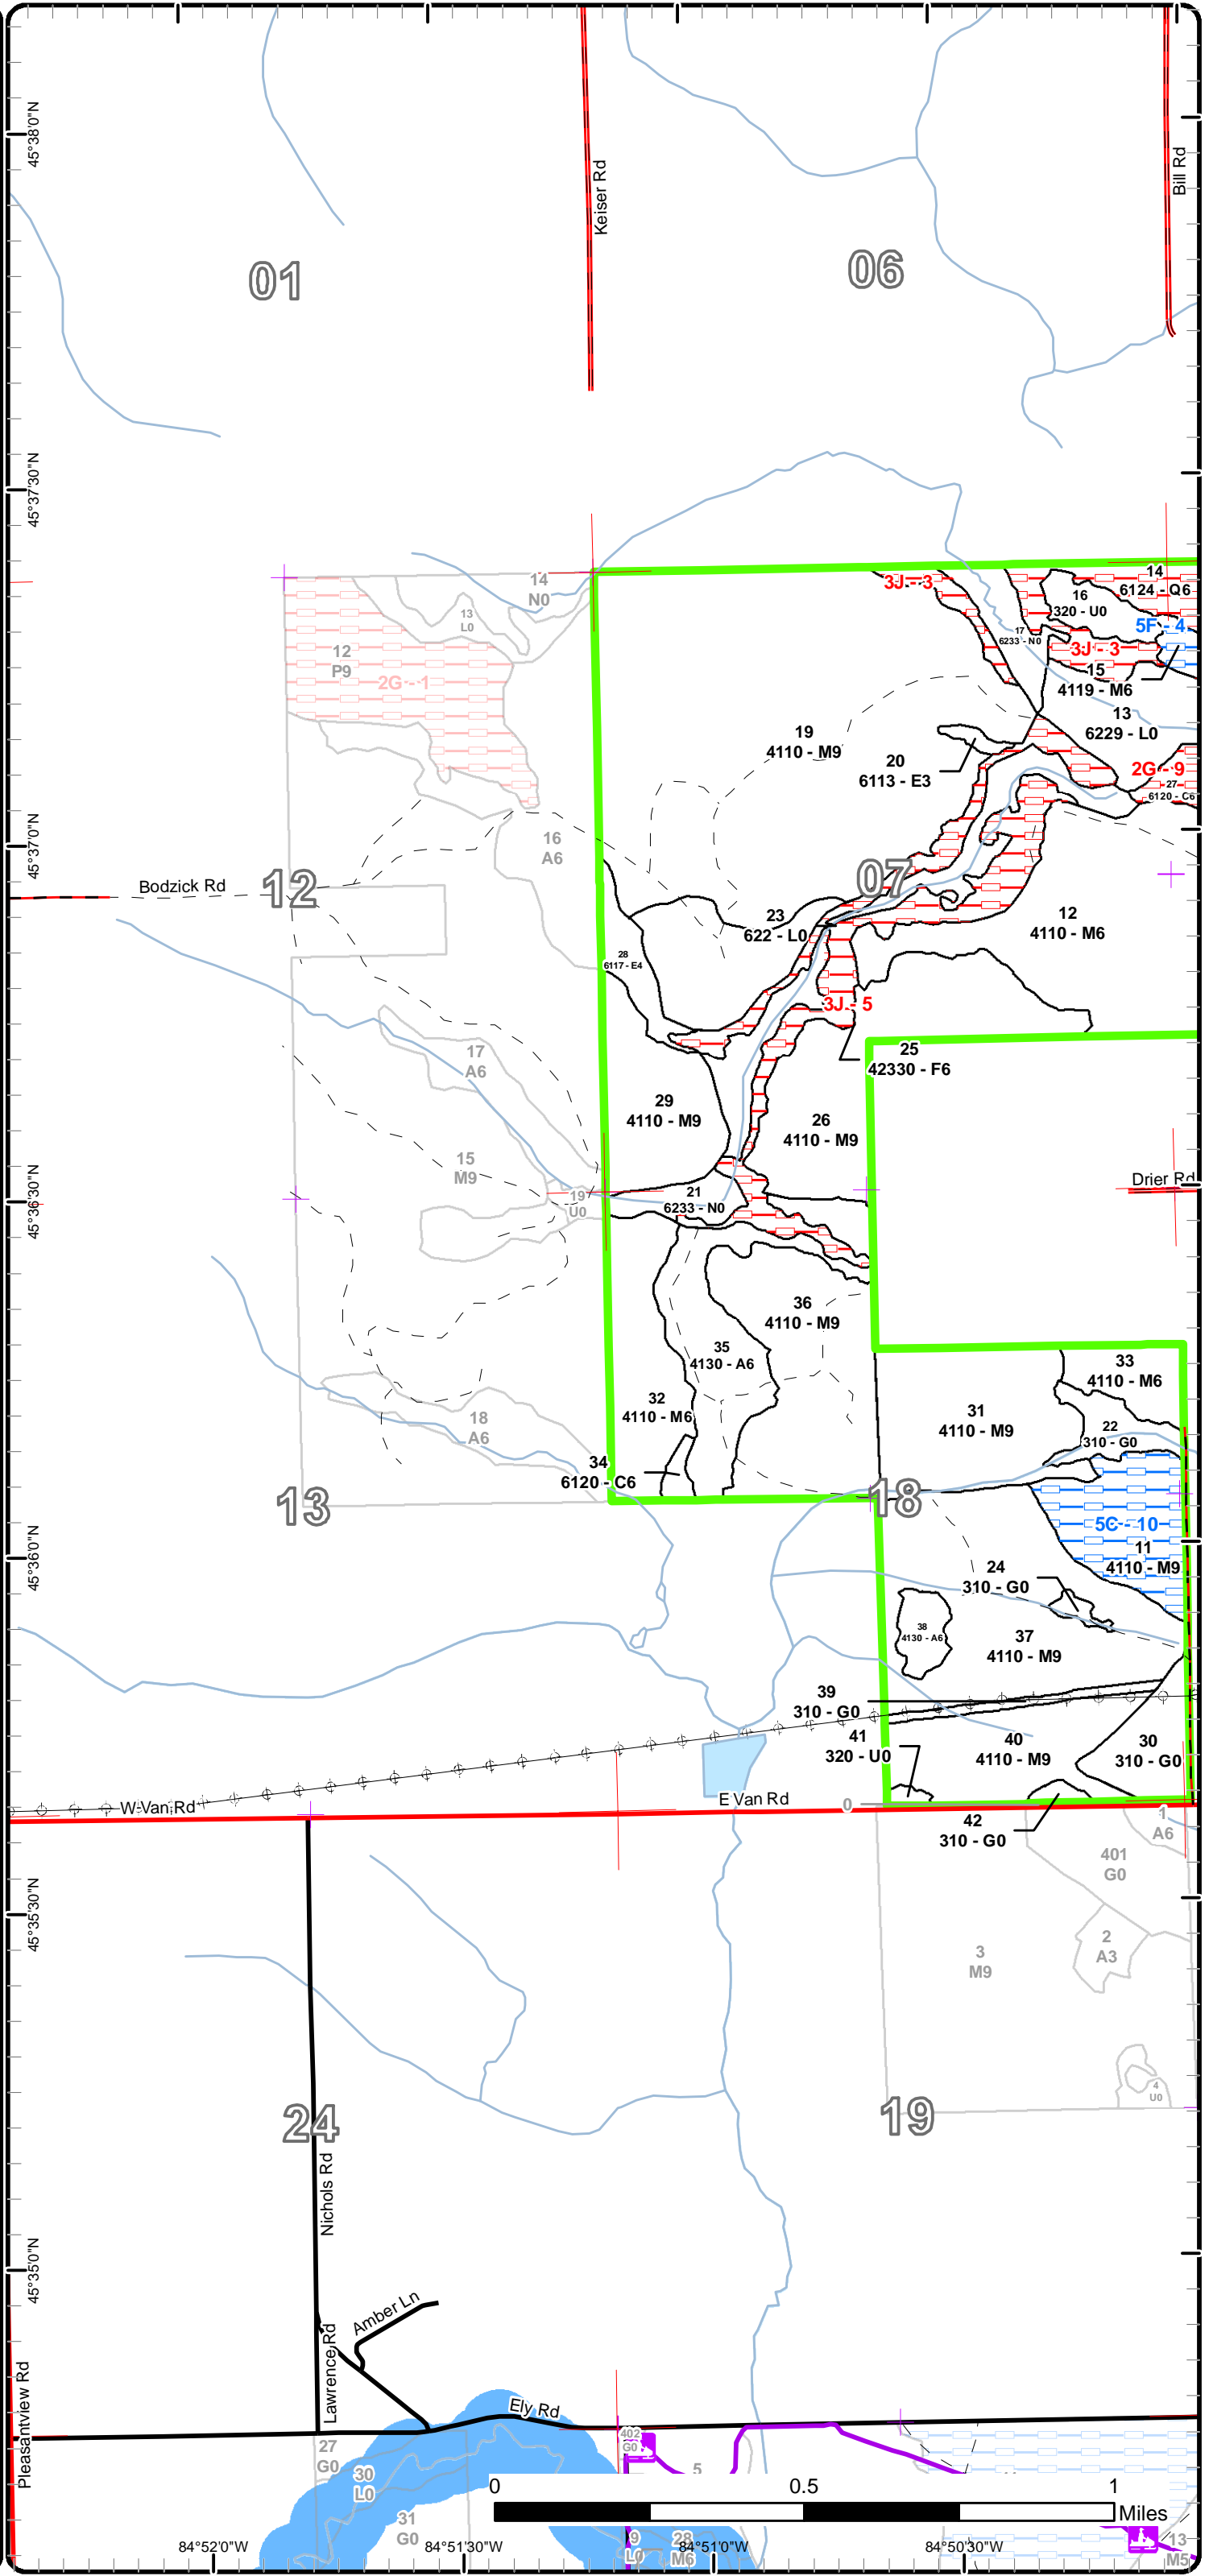 45°38'0"N
Keiser Rd
Bill Rd
01
06
45°37'30"N
14
N0
13
L0
12
P9
2G - 1
3J - 3
14
6124 - Q6
16
320 - U0
5F - 4
17
6233 - N0
3J - 3
15
4119 - M6
13
6229 - L0
19
4110 - M9
20
6113 - E3
2G - 9
27
6120 - C6
45°37'0"N
16
A6
12
Bodzick Rd
07
23
622 - L0
12
4110 - M6
28
6117 - E4
3J - 5
17
A6
25
42330 - F6
29
4110 - M9
26
4110 - M9
15
M9
Drier Rd
45°36'30"N
19
U0
21
6233 - N0
36
4110 - M9
35
4130 - A6
33
4110 - M6
32
4110 - M6
31
4110 - M9
22
310 - G0
18
A6
34
6120 - C6
13
18
5C - 10
11
4110 - M9
45°36'0"N
24
310 - G0
38
4130 - A6
37
4110 - M9
39
310 - G0
41
320 - U0
40
4110 - M9
30
310 - G0
W Van Rd
E Van Rd
0
42
310 - G0
1
A6
401
G0
45°35'30"N
2
A3
3
M9
4
U0
24
19
Nichols Rd
45°35'0"N
Amber Ln
Lawrence Rd
Pleasantview Rd
Ely Rd
402
G0
27
G0
30
L0
5
31
G0
0
0.5
1
Miles
9
L0
28
M6
13
M5
84°52'0"W
84°51'30"W
84°51'0"W
84°50'30"W